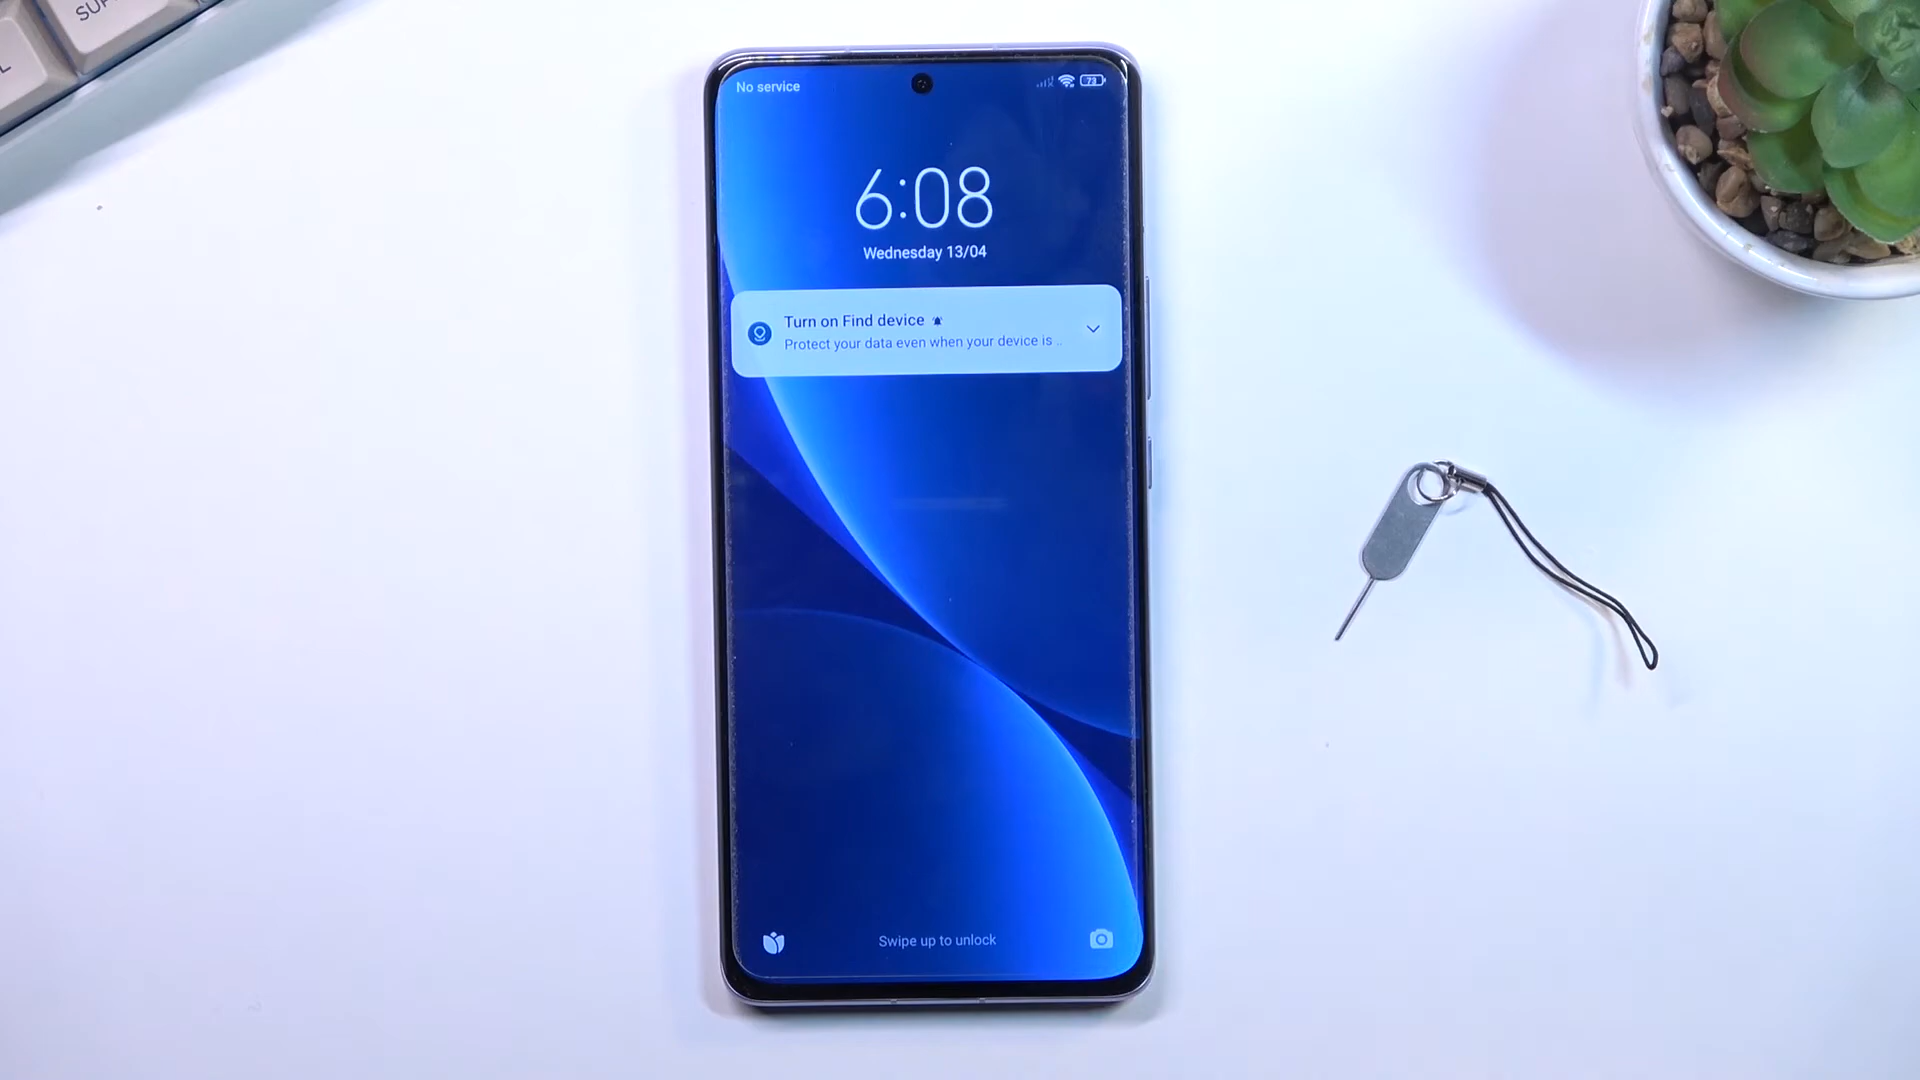 No service
73
6:08
Wednesday 13/04
Turn on Find device
Protect your data even when your device is ..
Swipe up to unlock